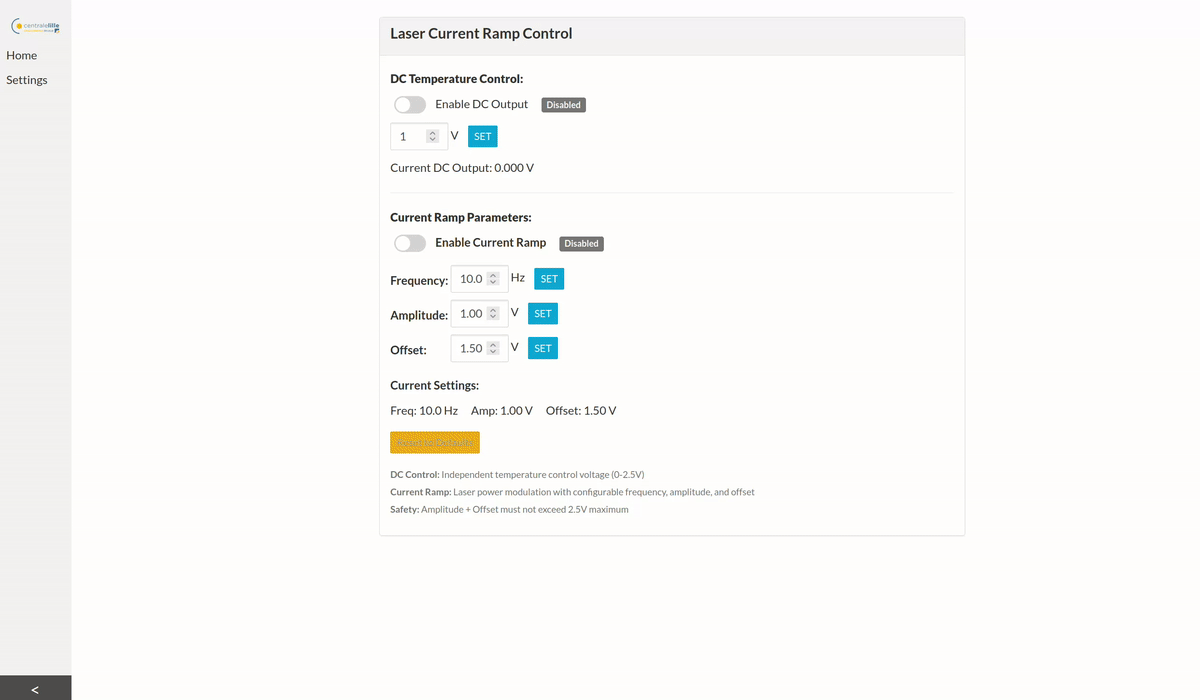 centralelille
Home
Settings
Laser Current Ramp Control
DC Temperature Control:
Enable DC Output Disabled
1 V SET
Current DC Output: 0.000 V
Current Ramp Parameters:
Enable Current Ramp Disabled
Frequency: 10.0 Hz SET
Amplitude: 1.00 V SET
Offset: 1.50 V SET
Current Settings:
Freq: 10.0 Hz Amp: 1.00 V Offset: 1.50 V
DC Control: Independent temperature control voltage (0-2.5V)
Current Ramp: Laser power modulation with configurable frequency, amplitude, and offset
Safety: Amplitude + Offset must not exceed 2.5V maximum
<